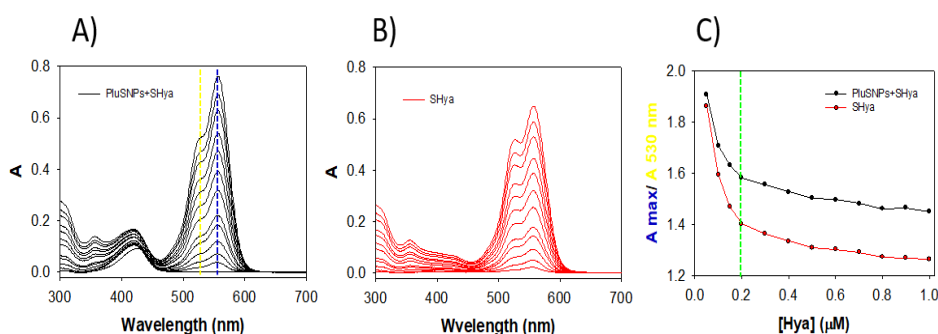 A)
B)
C)
0.8
0.6
0.4
0.2
0.0
A
PluSNPs+SHya
300 400 500 600 700
Wavelength (nm)
0.8
0.6
0.4
0.2
0.0
A
SHya
300 400 500 600 700
Wavelength (nm)
2.0
1.8
1.6
1.4
1.2
A max/ A 530 nm
PluSNPs+SHya
SHya
0.0 0.2 0.4 0.6 0.8 1.0
[Hya] (µM)